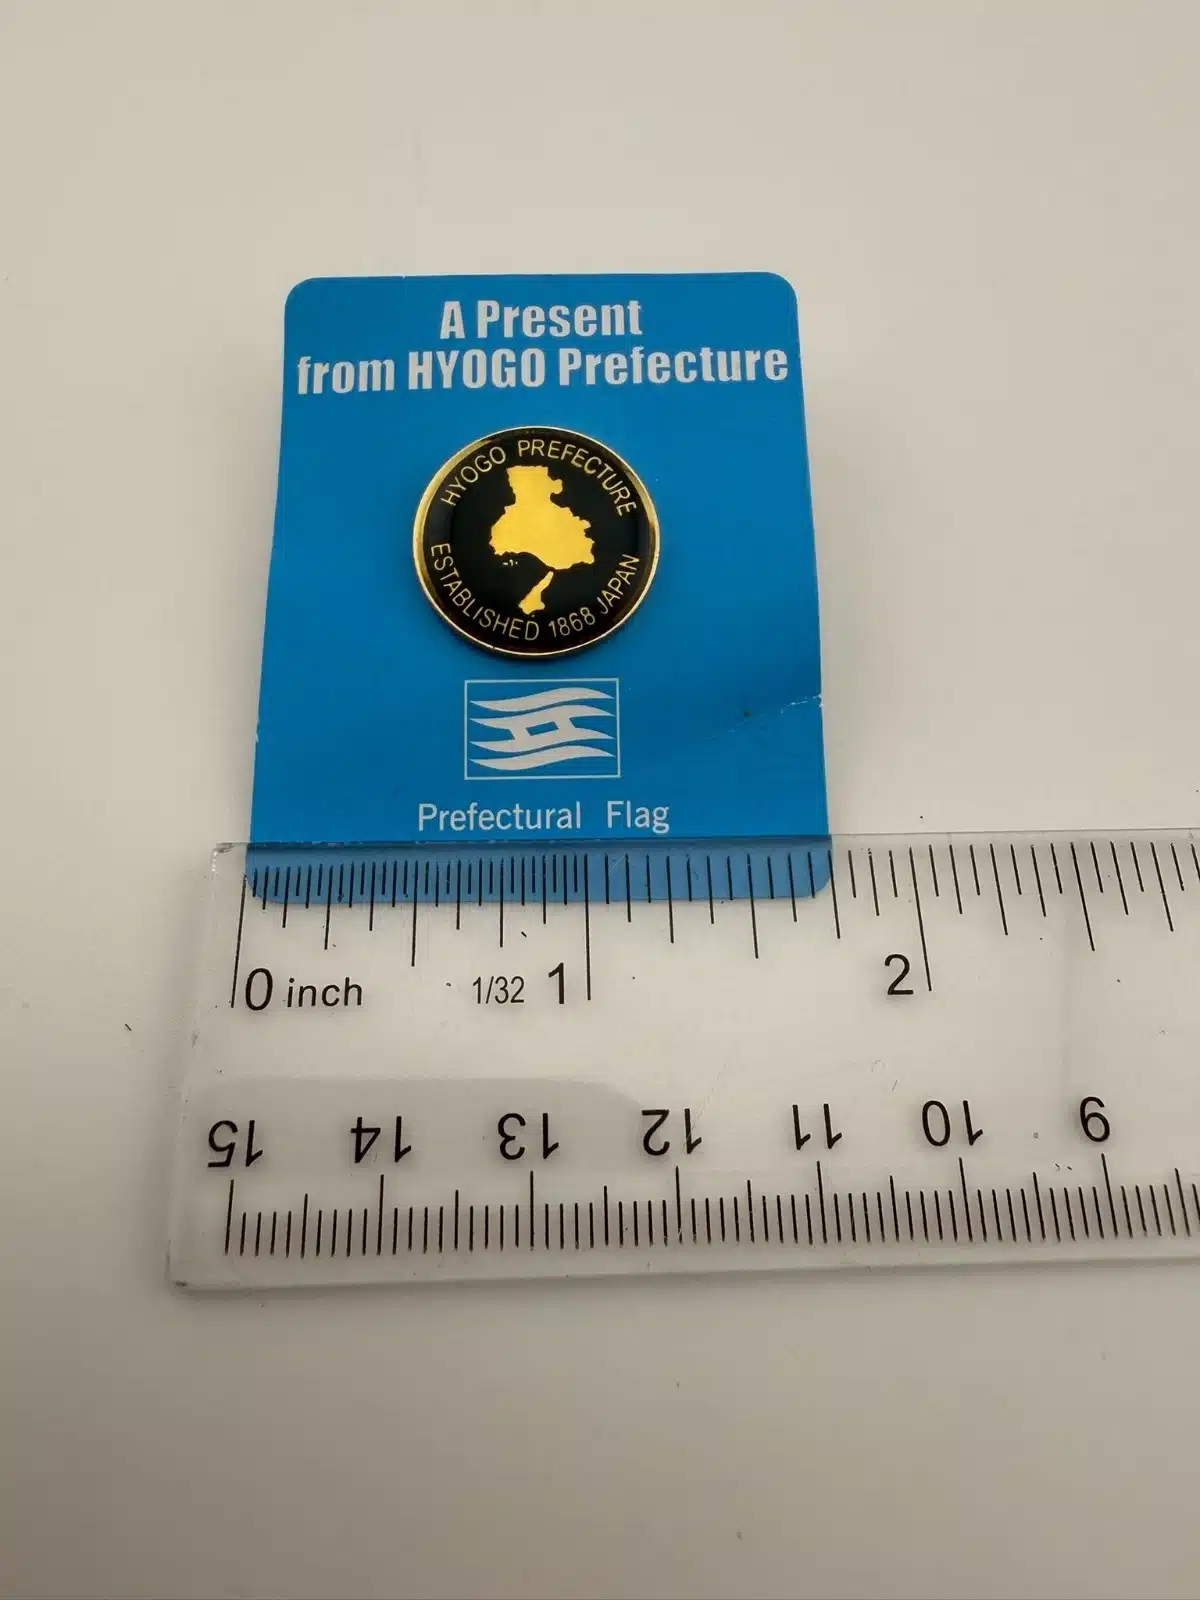 A Present
from HYOGO Prefecture
HYOGO PREFECTURE
ESTABLISHED 1868 JAPAN
Prefectural Flag
0 inch 1/32 1 2
15 14 13 12 11 10 9